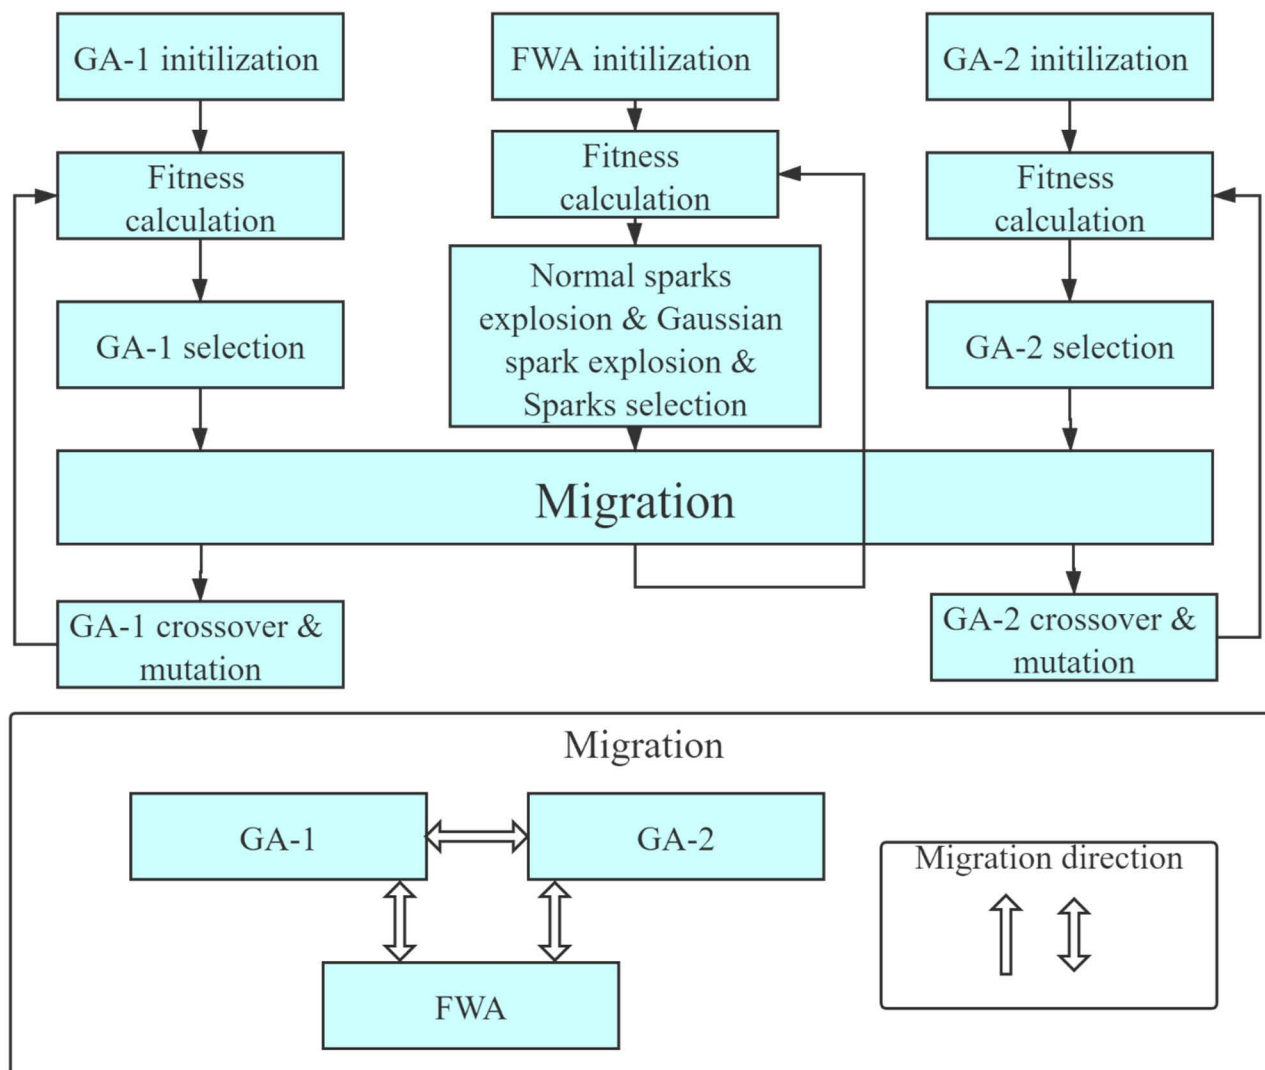 GA-1 initilization
FWA initilization
GA-2 initilization
Fitness
calculation
Fitness
calculation
Fitness
calculation
GA-1 selection
Normal sparks
explosion & Gaussian
spark explosion &
Sparks selection
GA-2 selection
Migration
GA-1 crossover &
mutation
GA-2 crossover &
mutation
Migration
GA-1
GA-2
FWA
Migration direction